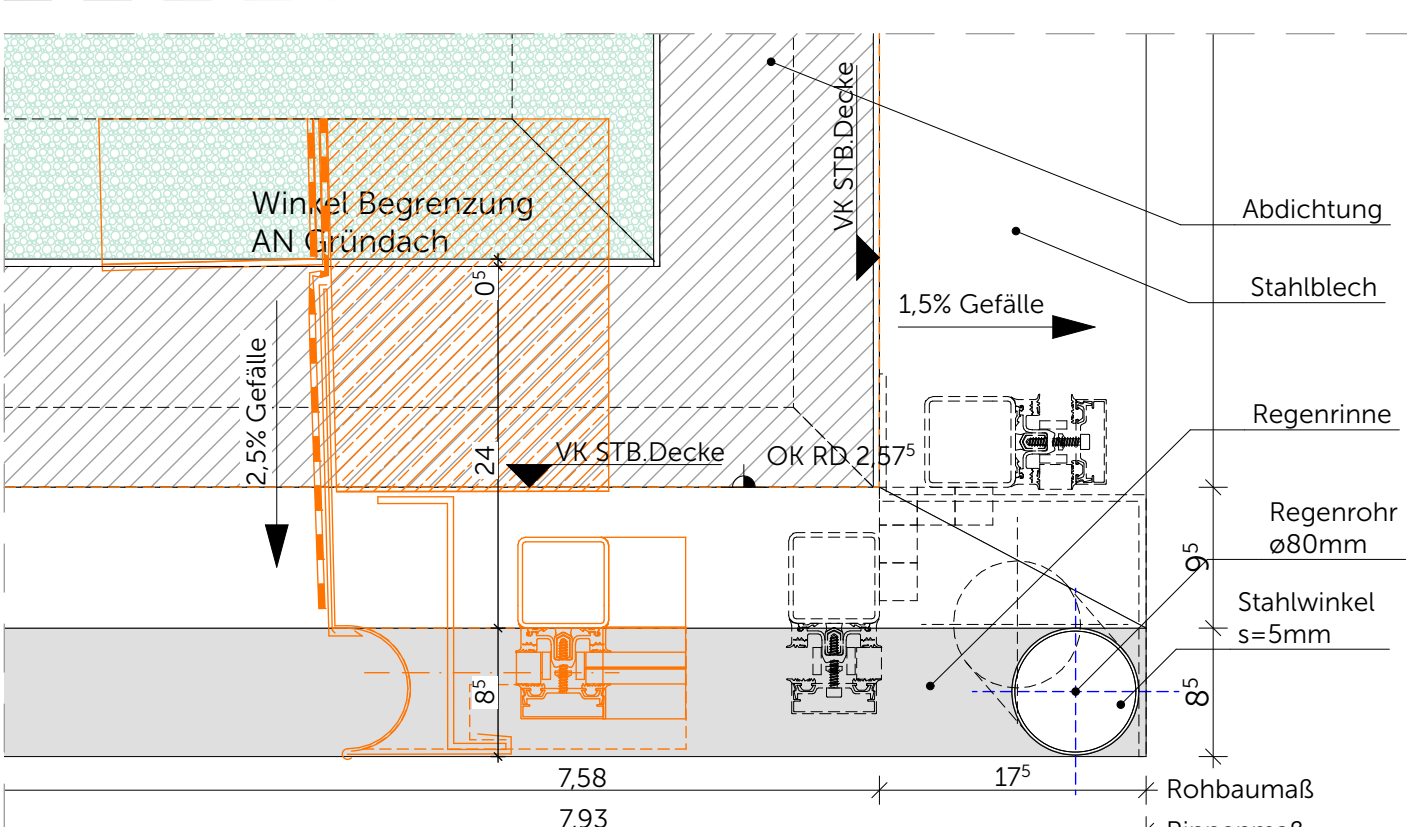 Winkel Begrenzung
AN Gründach
VK STB.Decke
Abdichtung
Stahlblech
0⁵
1,5% Gefälle
2,5% Gefälle
Regenrinne
24
VK STB.Decke
OK RD 2,57⁵
Regenrohr
ø80mm
9⁵
Stahlwinkel
s=5mm
8⁵
8⁵
7,58
17⁵
Rohbaumaß
7,93
Rinnenmaß